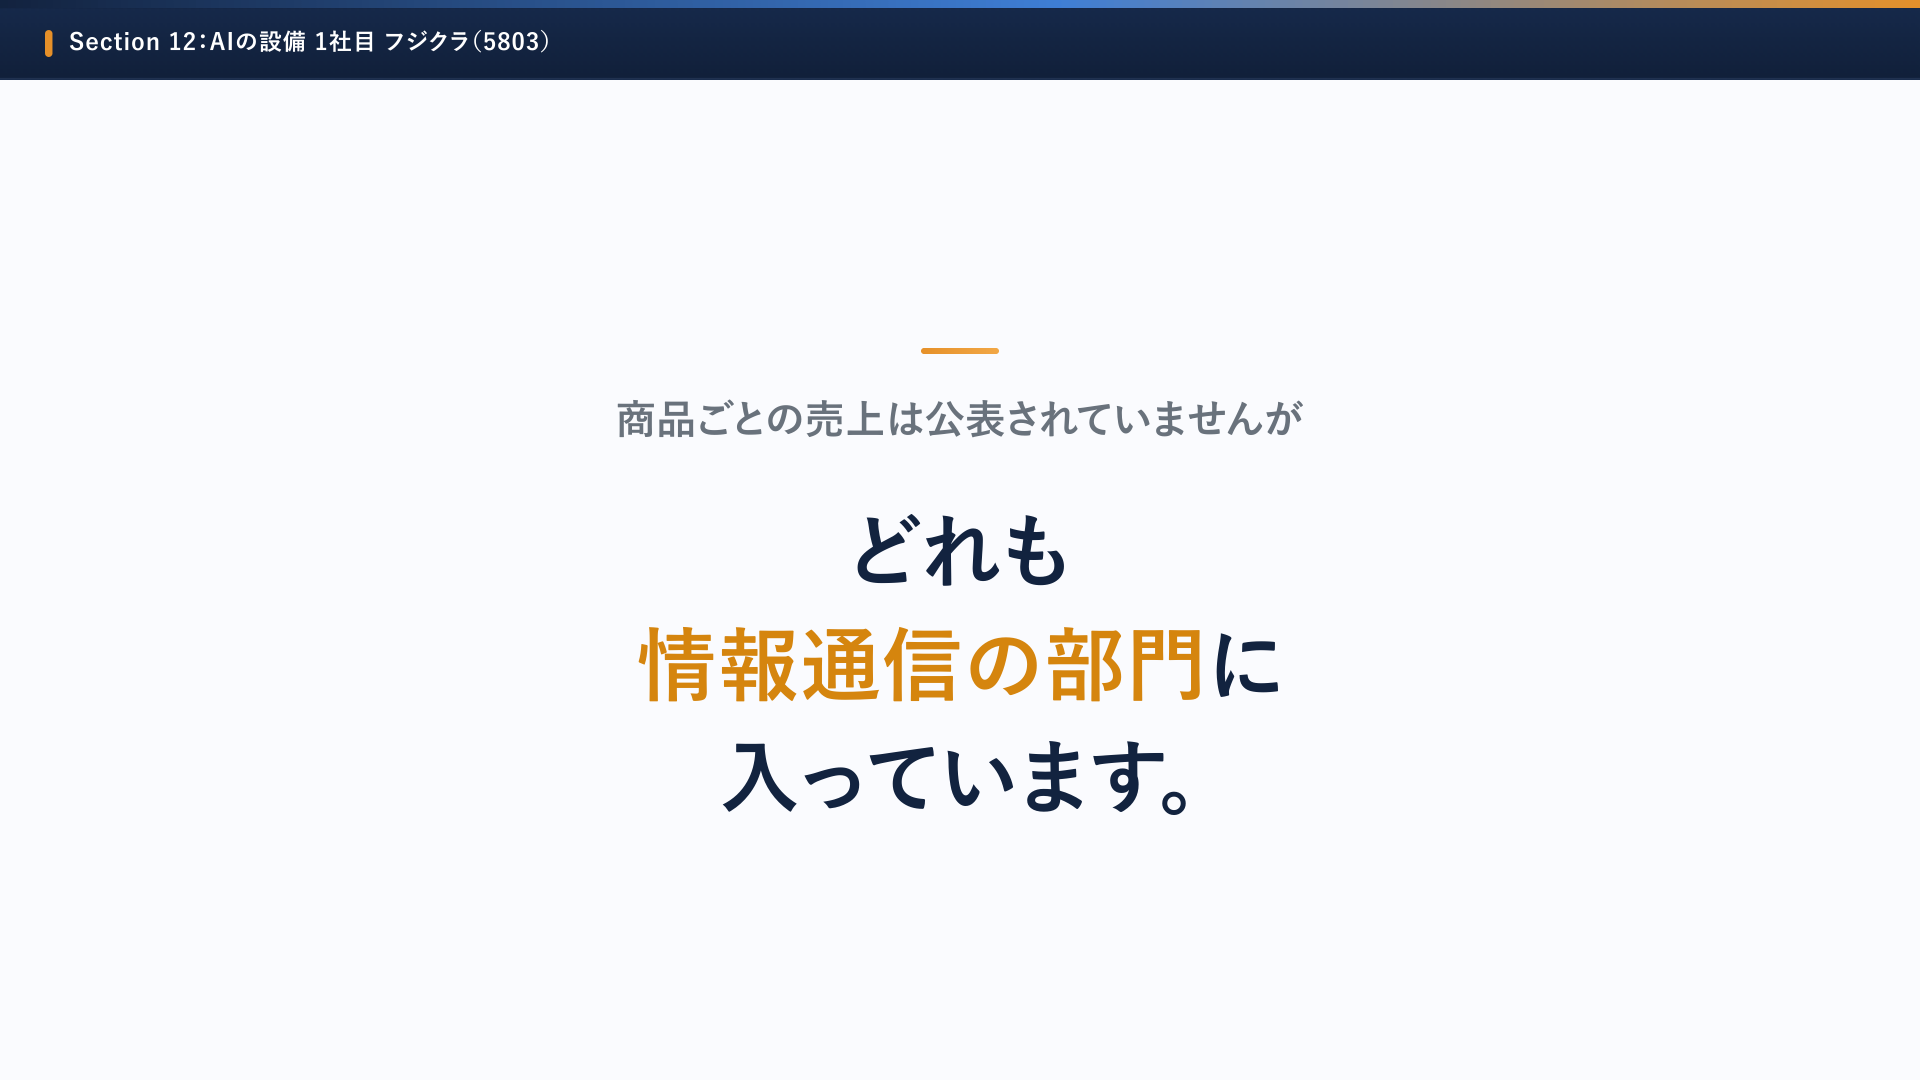 Section 12：AIの設備 1社目 フジクラ（5803）
商品ごとの売上は公表されていませんが
どれも
情報通信の部門に
入っています。